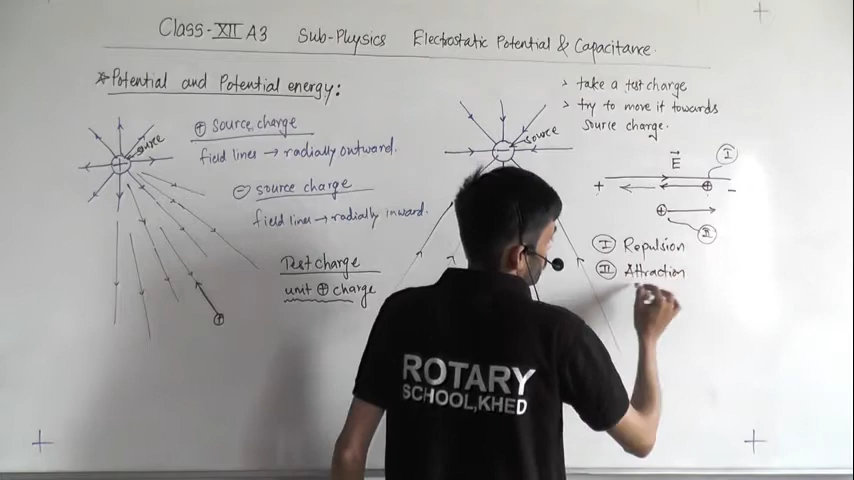 Class-XII A3 Sub-Physics Electrostatic Potential & Capacitance.
*Potential and Potential energy:
source
+
⊕ source charge
field lines → radially outward.
⊖ source charge
field lines → radially inward.
Test charge
unit ⊕ charge
+
source
> take a test charge
> try to move it towards
source charge.
E
I
+
+
-
+
II
I Repulsion
II Attraction
ROTARY
SCHOOL,KHED